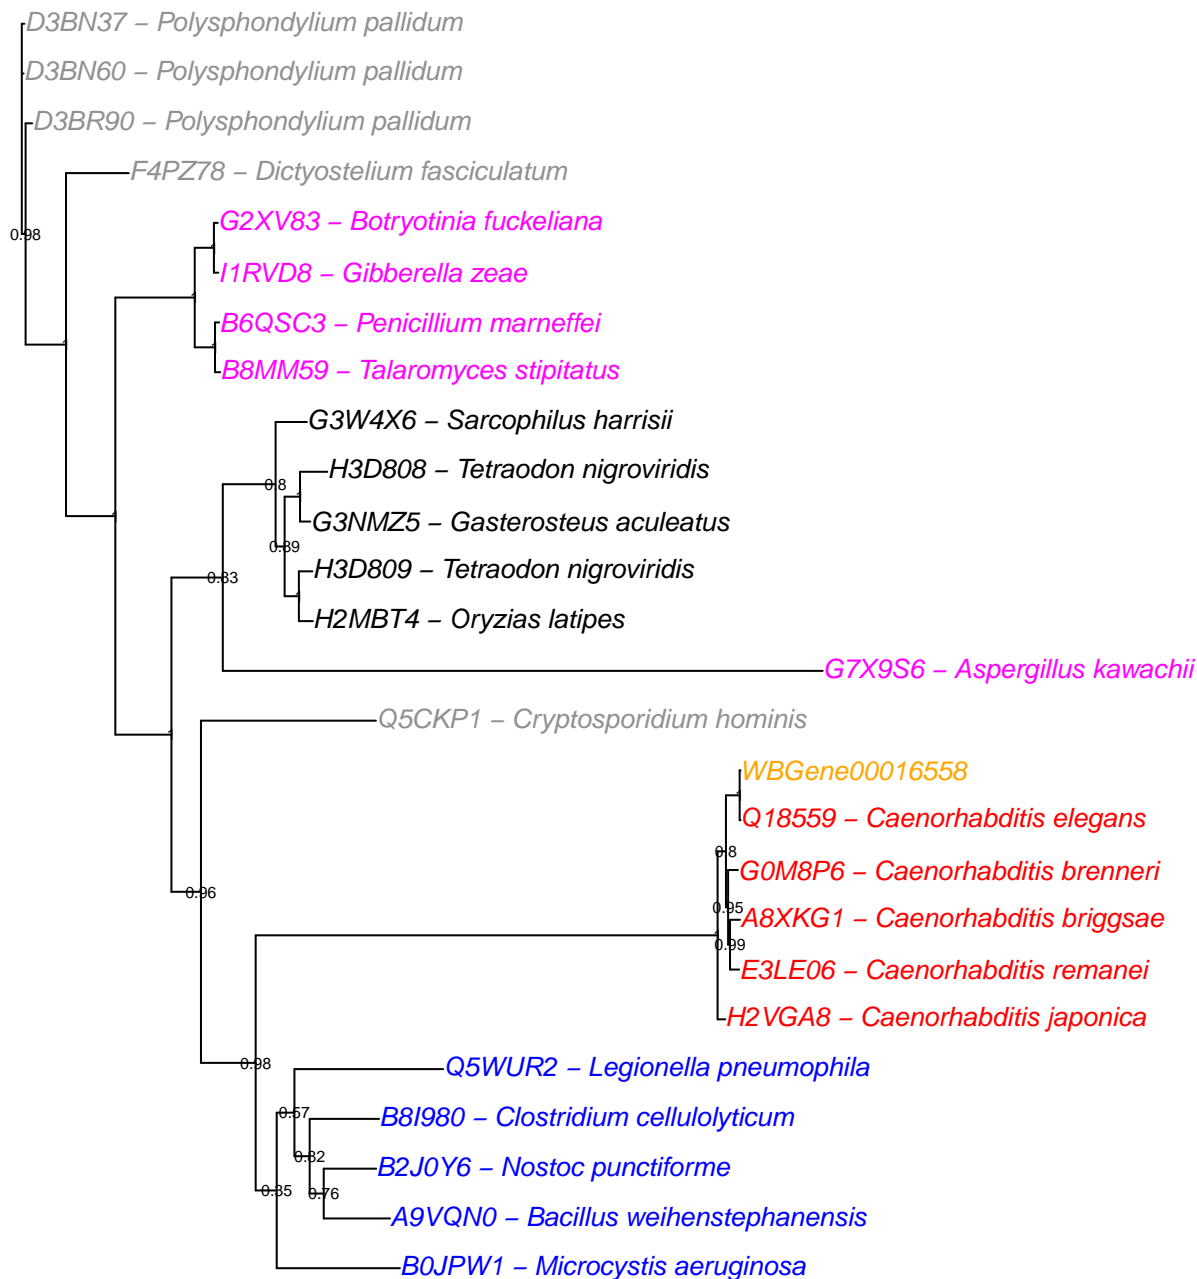 D3BN37 – Polysphondylium pallidum
D3BN60 – Polysphondylium pallidum
D3BR90 – Polysphondylium pallidum
F4PZ78 – Dictyostelium fasciculatum
G2XV83 – Botryotinia fuckeliana
0.98
I1RVD8 – Gibberella zeae
B6QSC3 – Penicillium marneffei
B8MM59 – Talaromyces stipitatus
G3W4X6 – Sarcophilus harrisii
H3D808 – Tetraodon nigroviridis
0.8
G3NMZ5 – Gasterosteus aculeatus
0.89
H3D809 – Tetraodon nigroviridis
0.83
H2MBT4 – Oryzias latipes
G7X9S6 – Aspergillus kawachii
Q5CKP1 – Cryptosporidium hominis
WBGene00016558
Q18559 – Caenorhabditis elegans
0.8
G0M8P6 – Caenorhabditis brenneri
0.96
0.95
A8XKG1 – Caenorhabditis briggsae
0.99
E3LE06 – Caenorhabditis remanei
H2VGA8 – Caenorhabditis japonica
0.98
Q5WUR2 – Legionella pneumophila
0.57
B8I980 – Clostridium cellulolyticum
0.82
B2J0Y6 – Nostoc punctiforme
0.85
0.76
A9VQN0 – Bacillus weihenstephanensis
B0JPW1 – Microcystis aeruginosa